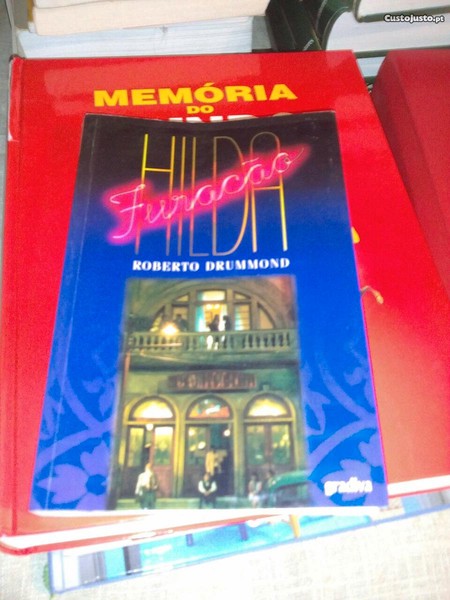 CustoJusto.pt
MEMÓRIA
DO
HILDA
Furacão
ROBERTO DRUMMOND
gradiva